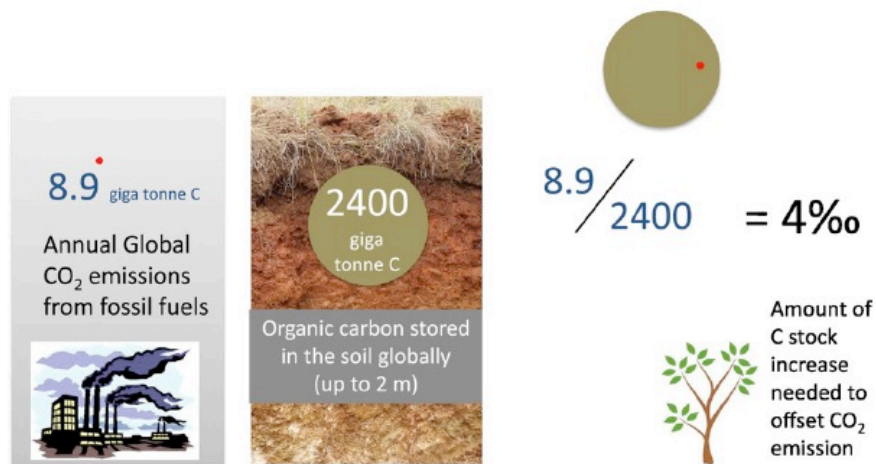 8.9 giga tonne C
Annual Global
CO₂ emissions
from fossil fuels
2400
giga
tonne C
Organic carbon stored
in the soil globally
(up to 2 m)
8.9/2400 = 4‰
Amount of
C stock
increase
needed to
offset CO₂
emission